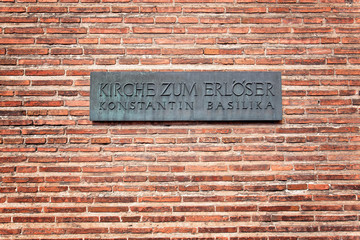 KIRCHE ZUM ERLÖSER
KONSTANTIN BASILIKA